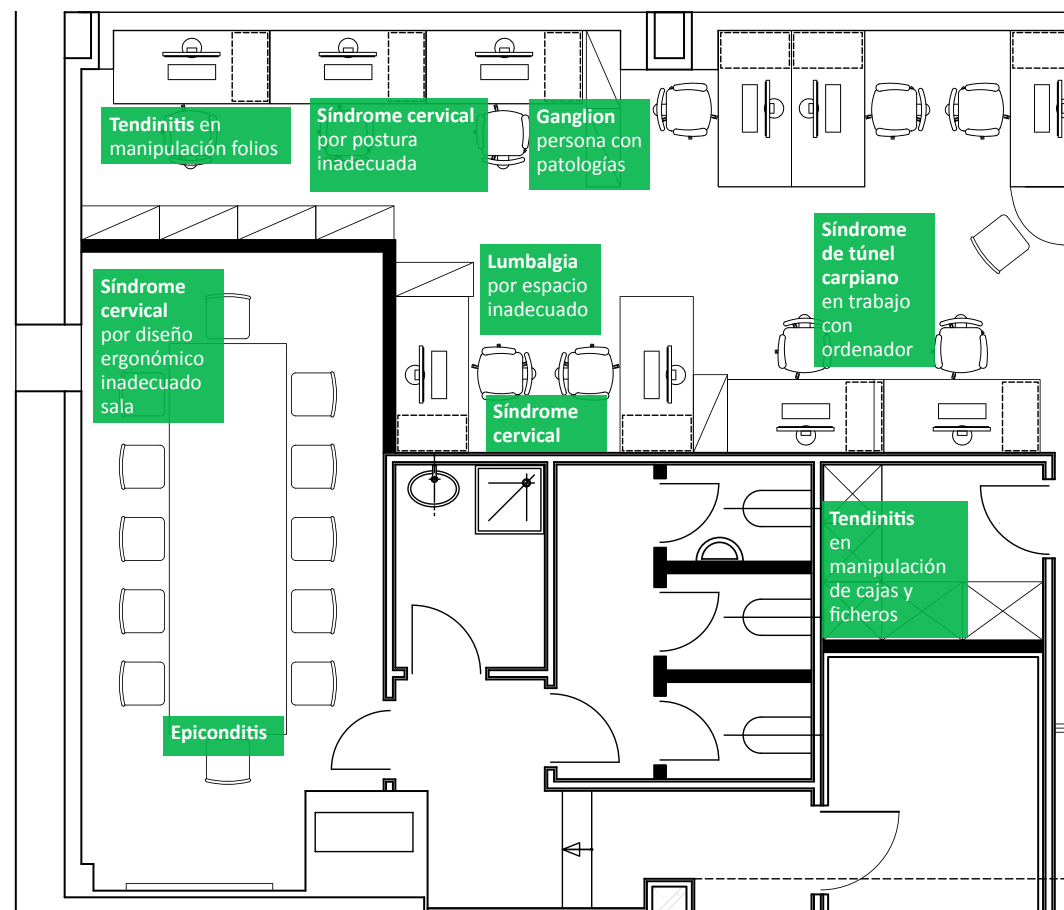 Tendinitis en
manipulación folios
Síndrome cervical
por postura
inadecuada
Ganglion
persona con
patologías
Síndrome
cervical
por diseño
ergonómico
inadecuado
sala
Lumbalgia
por espacio
inadecuado
Síndrome
de túnel
carpiano
en trabajo
con
ordenador
Síndrome
cervical
Tendinitis
en
manipulación
de cajas y
ficheros
Epiconditis